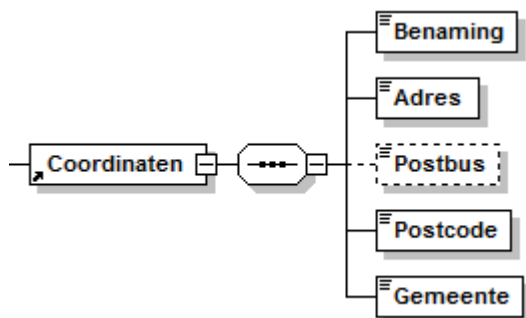 Benaming
Adres
Coordinaten
Postbus
Postcode
Gemeente